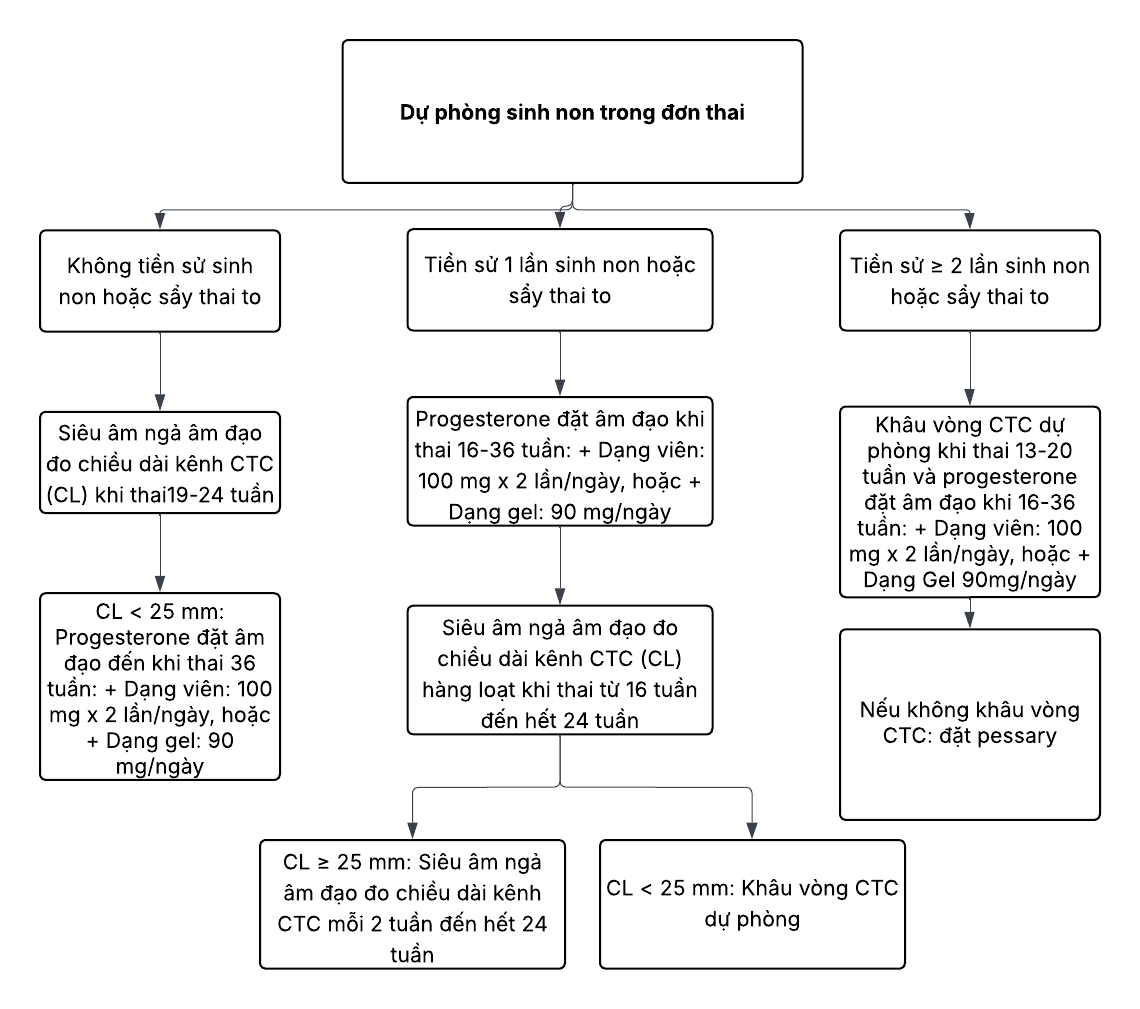 Dự phòng sinh non trong đơn thai
Không tiền sử sinh
non hoặc sẩy thai to
Tiền sử 1 lần sinh non hoặc
sẩy thai to
Tiền sử ≥ 2 lần sinh non
hoặc sẩy thai to
Siêu âm ngả âm đạo
đo chiều dài kênh CTC
(CL) khi thai19-24 tuần
Progesterone đặt âm đạo khi
thai 16-36 tuần: + Dạng viên:
100 mg x 2 lần/ngày, hoặc +
Dạng gel: 90 mg/ngày
Khâu vòng CTC dự
phòng khi thai 13-20
tuần và progesterone
đặt âm đạo khi 16-36
tuần: + Dạng viên: 100
mg x 2 lần/ngày, hoặc +
Dạng Gel 90mg/ngày
CL < 25 mm:
Progesterone đặt âm
đạo đến khi thai 36
tuần: + Dạng viên: 100
mg x 2 lần/ngày, hoặc
+ Dạng gel: 90
mg/ngày
Siêu âm ngả âm đạo đo
chiều dài kênh CTC (CL)
hàng loạt khi thai từ 16 tuần
đến hết 24 tuần
Nếu không khâu vòng
CTC: đặt pessary
CL ≥ 25 mm: Siêu âm ngả
âm đạo đo chiều dài kênh
CTC mỗi 2 tuần đến hết 24
tuần
CL < 25 mm: Khâu vòng CTC
dự phòng